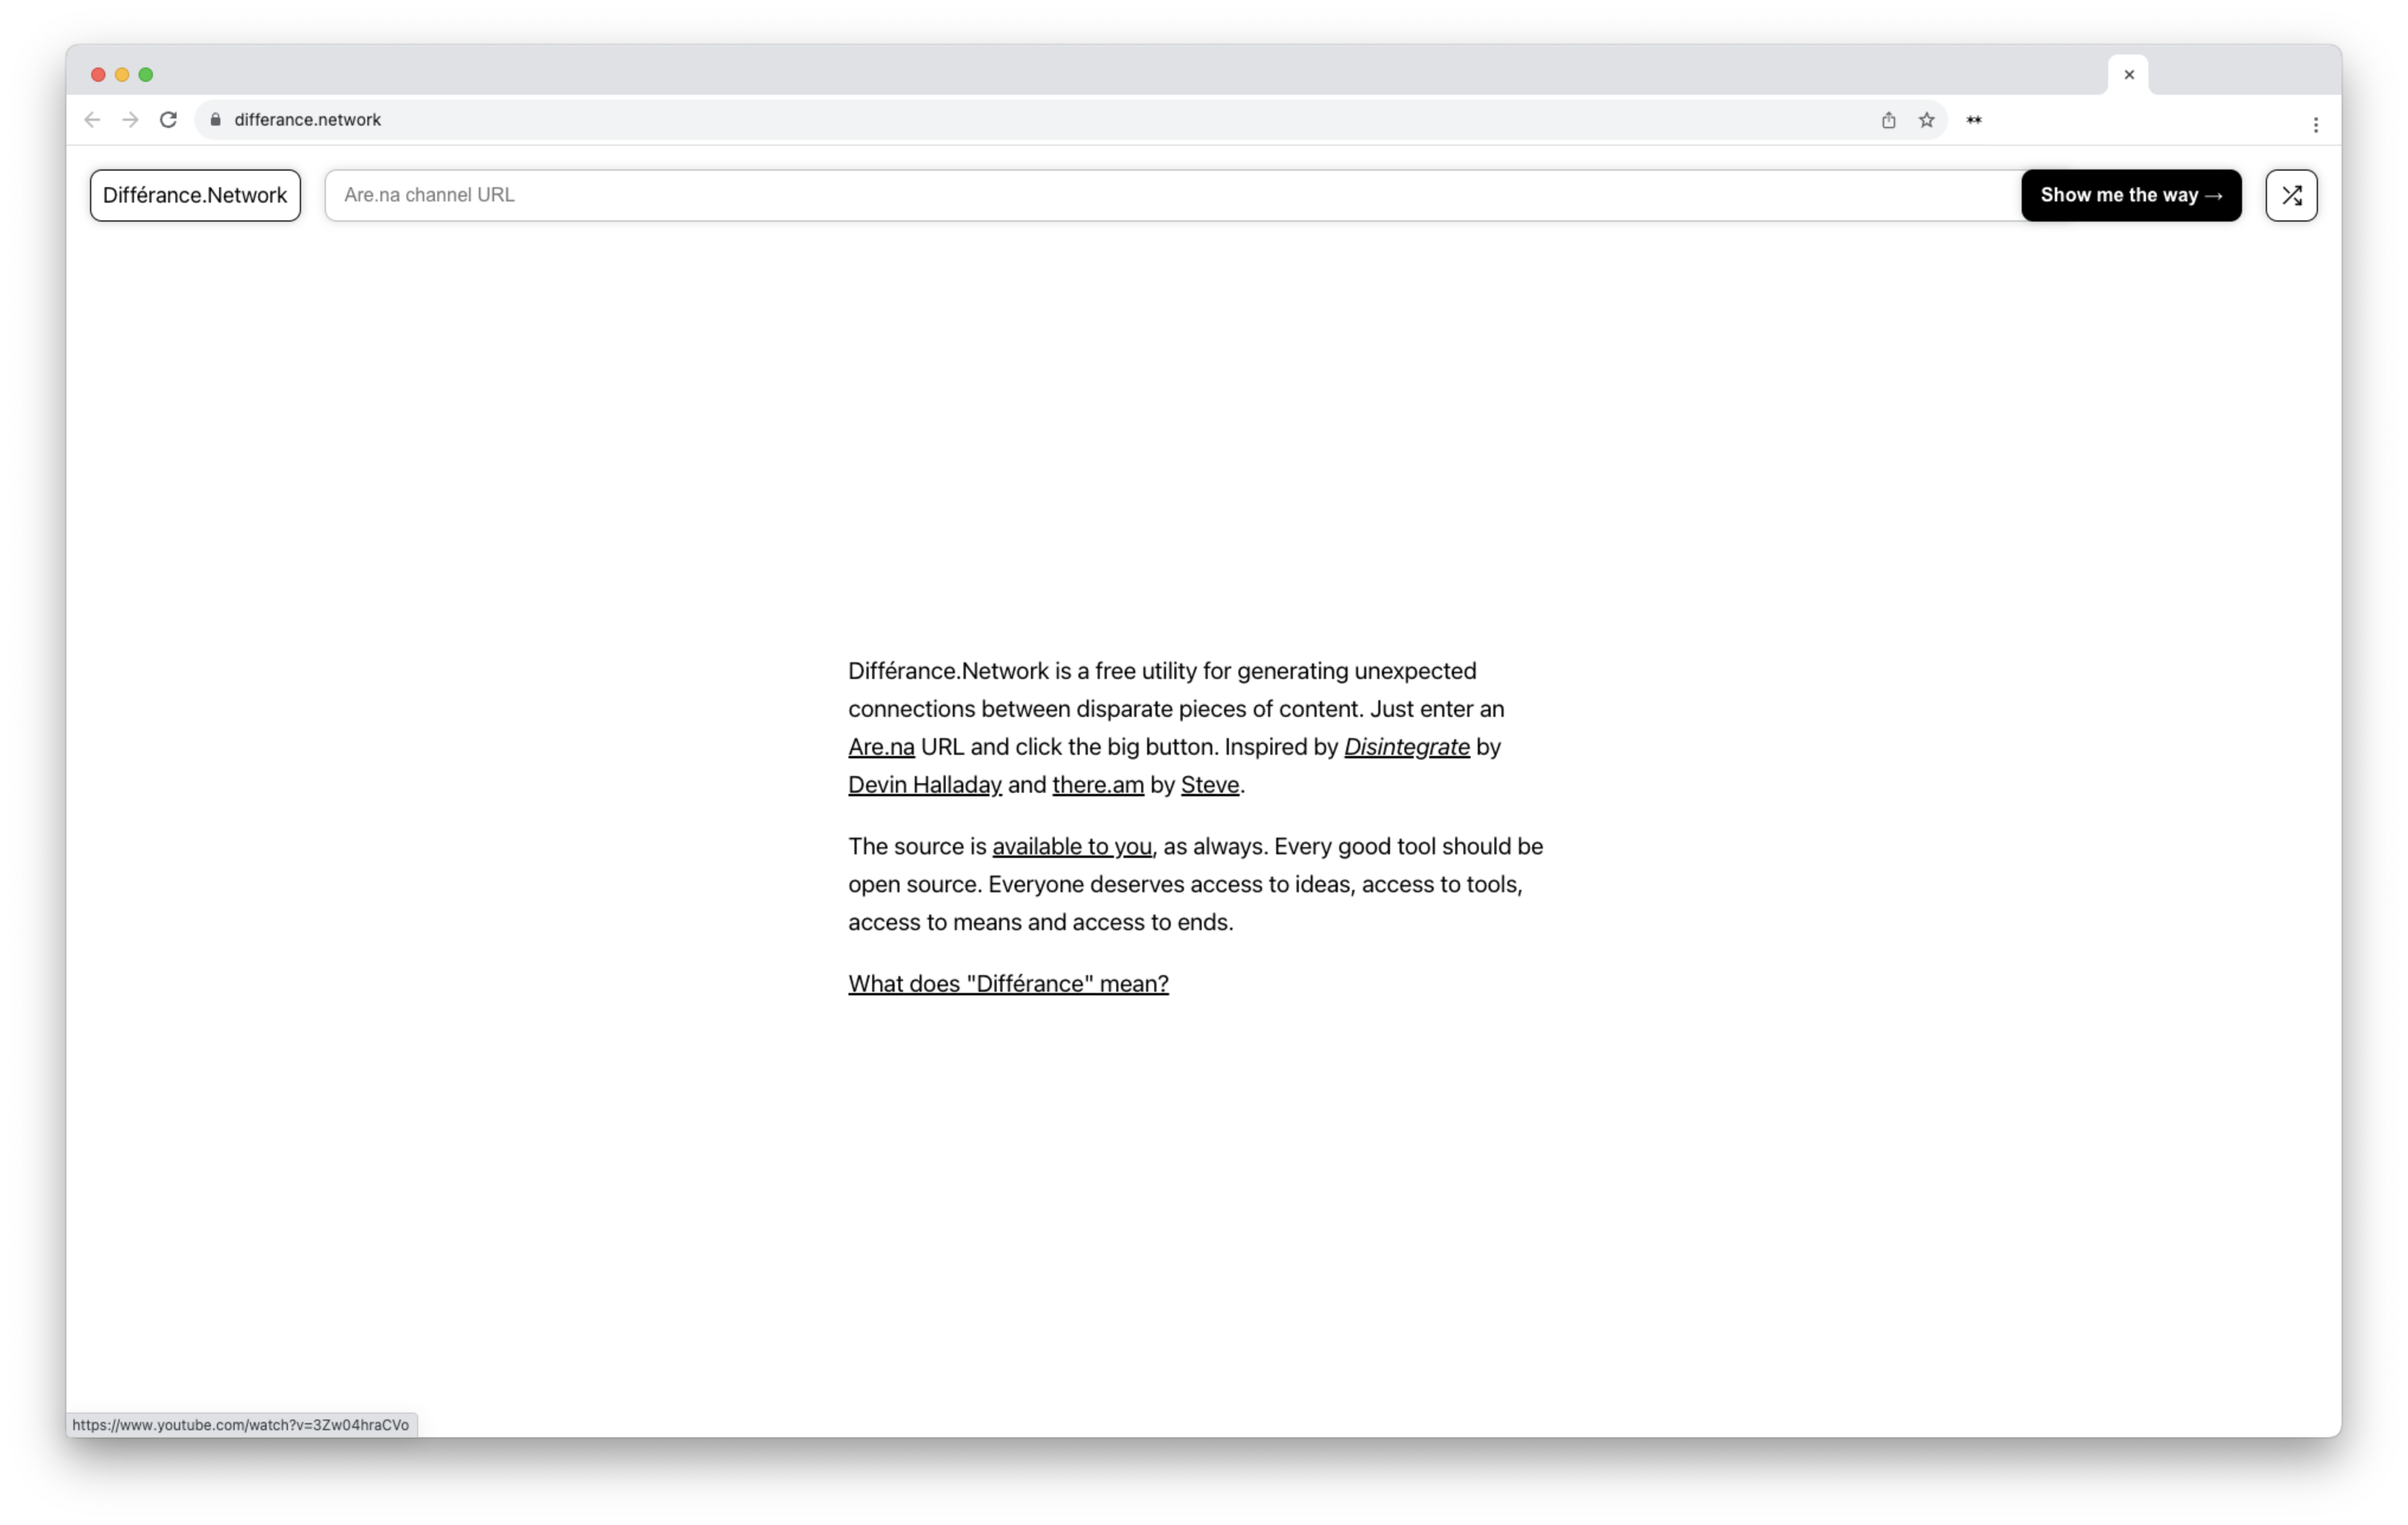 differance.network
Différance.Network
Are.na channel URL
Show me the way →
Différance.Network is a free utility for generating unexpected
connections between disparate pieces of content. Just enter an
Are.na URL and click the big button. Inspired by Disintegrate by
Devin Halladay and there.am by Steve.
The source is available to you, as always. Every good tool should be
open source. Everyone deserves access to ideas, access to tools,
access to means and access to ends.
What does "Différance" mean?
https://www.youtube.com/watch?v=3Zw04hraCVo